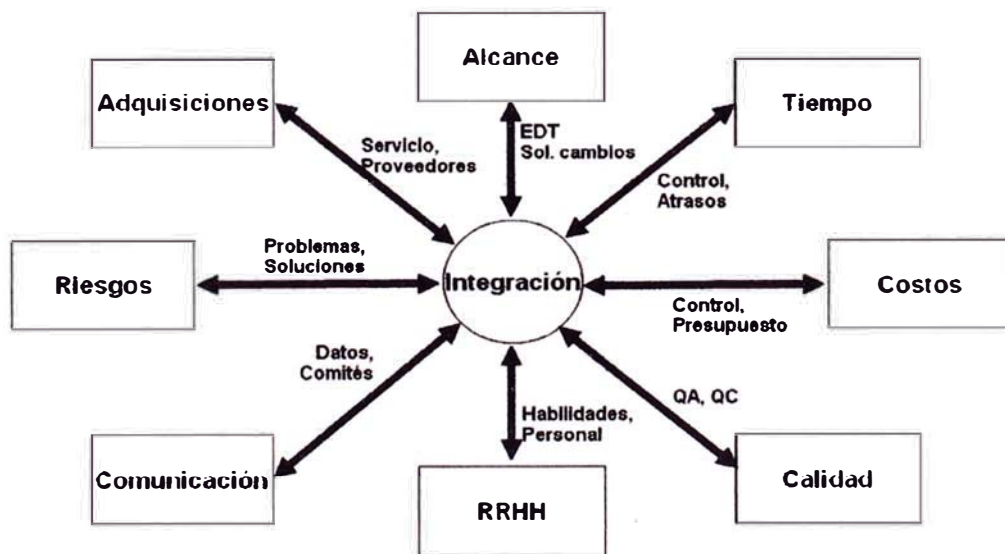 Alcance
Adquisiciones
Tiempo
EDT
Sol. cambios
Servicio,
Proveedores
Control,
Atrasos
Problemas,
Soluciones
Riesgos
Integración
Costos
Control,
Presupuesto
Datos,
Comités
QA, QC
Habilidades,
Personal
Comunicación
RRHH
Calidad